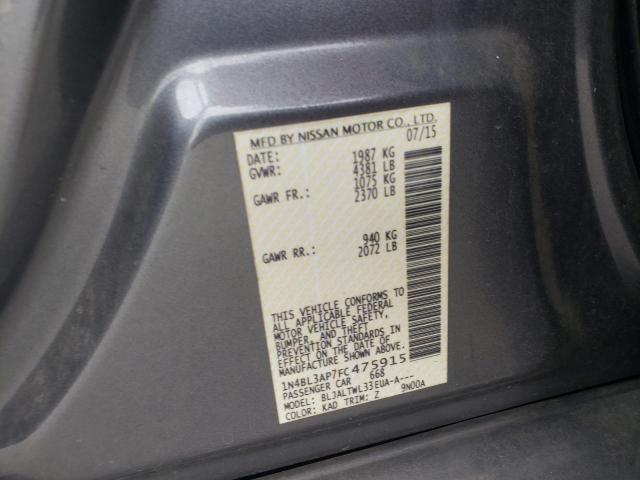 MFD BY NISSAN MOTOR CO., LTD.
DATE: 07/15
GVWR: 1987 KG
4381 LB
GAWR FR.: 1075 KG
2370 LB
GAWR RR.: 940 KG
2072 LB
THIS VEHICLE CONFORMS TO
ALL APPLICABLE FEDERAL
MOTOR VEHICLE SAFETY,
BUMPER, AND THEFT
PREVENTION STANDARDS IN
EFFECT ON THE DATE OF
MANUFACTURE SHOWN ABOVE
1N4BL3AP7FC475915
PASSENGER CAR 668
MODEL: BLJALTWL33EUA-A---
COLOR: KAD TRIM: Z 9N00A